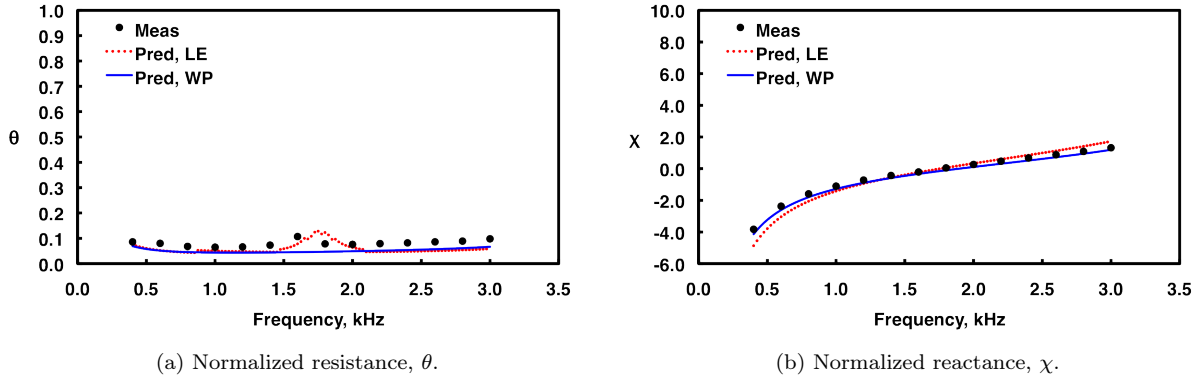 1.0
0.9
0.8
0.7
0.6
θ 0.5
0.4
0.3
0.2
0.1
0.0
Meas
Pred, LE
Pred, WP
0.0 0.5 1.0 1.5 2.0 2.5 3.0 3.5
Frequency, kHz
(a) Normalized resistance, θ.
10.0
8.0
6.0
4.0
χ 2.0
0.0
-2.0
-4.0
-6.0
Meas
Pred, LE
Pred, WP
0.0 0.5 1.0 1.5 2.0 2.5 3.0 3.5
Frequency, kHz
(b) Normalized reactance, χ.